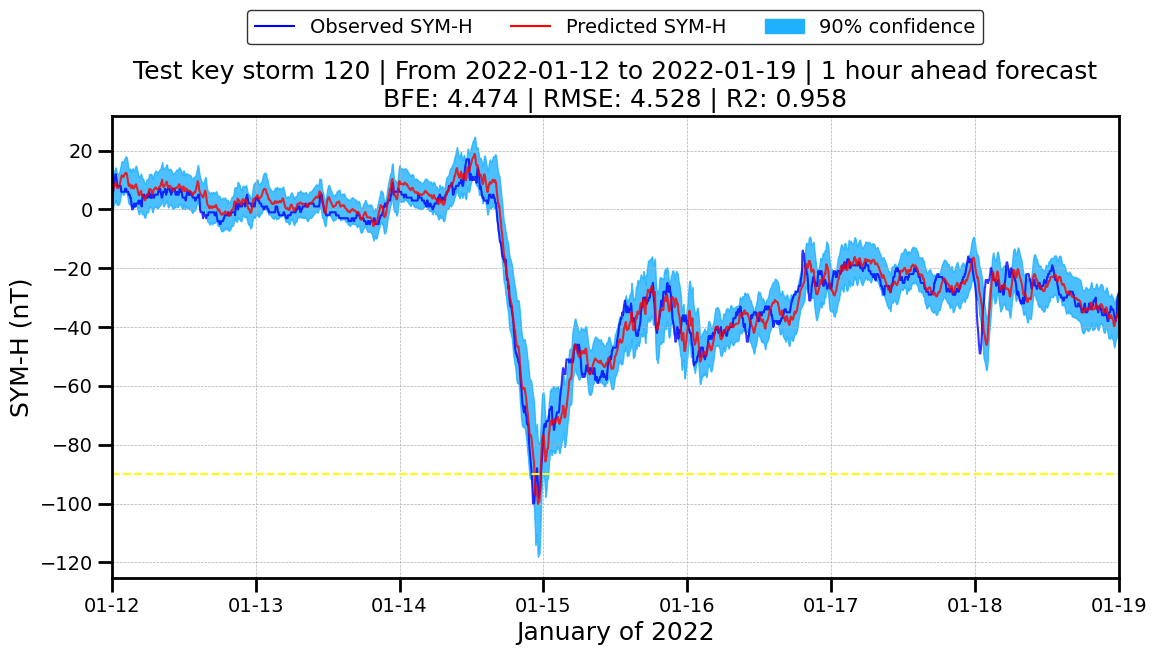 Observed SYM-H Predicted SYM-H 90% confidence
Test key storm 120 | From 2022-01-12 to 2022-01-19 | 1 hour ahead forecast
BFE: 4.474 | RMSE: 4.528 | R2: 0.958
SYM-H (nT)
20
0
−20
−40
−60
−80
−100
−120
01-12 01-13 01-14 01-15 01-16 01-17 01-18 01-19
January of 2022